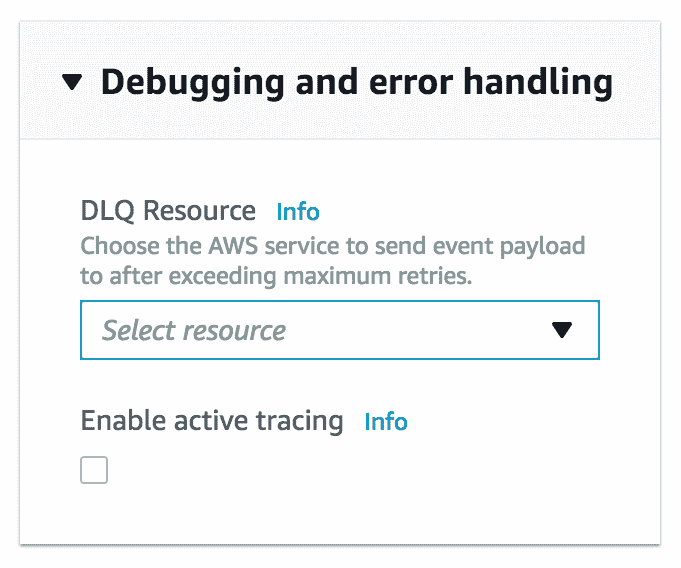 Debugging and error handling
DLQ Resource Info
Choose the AWS service to send event payload
to after exceeding maximum retries.
Select resource
Enable active tracing Info